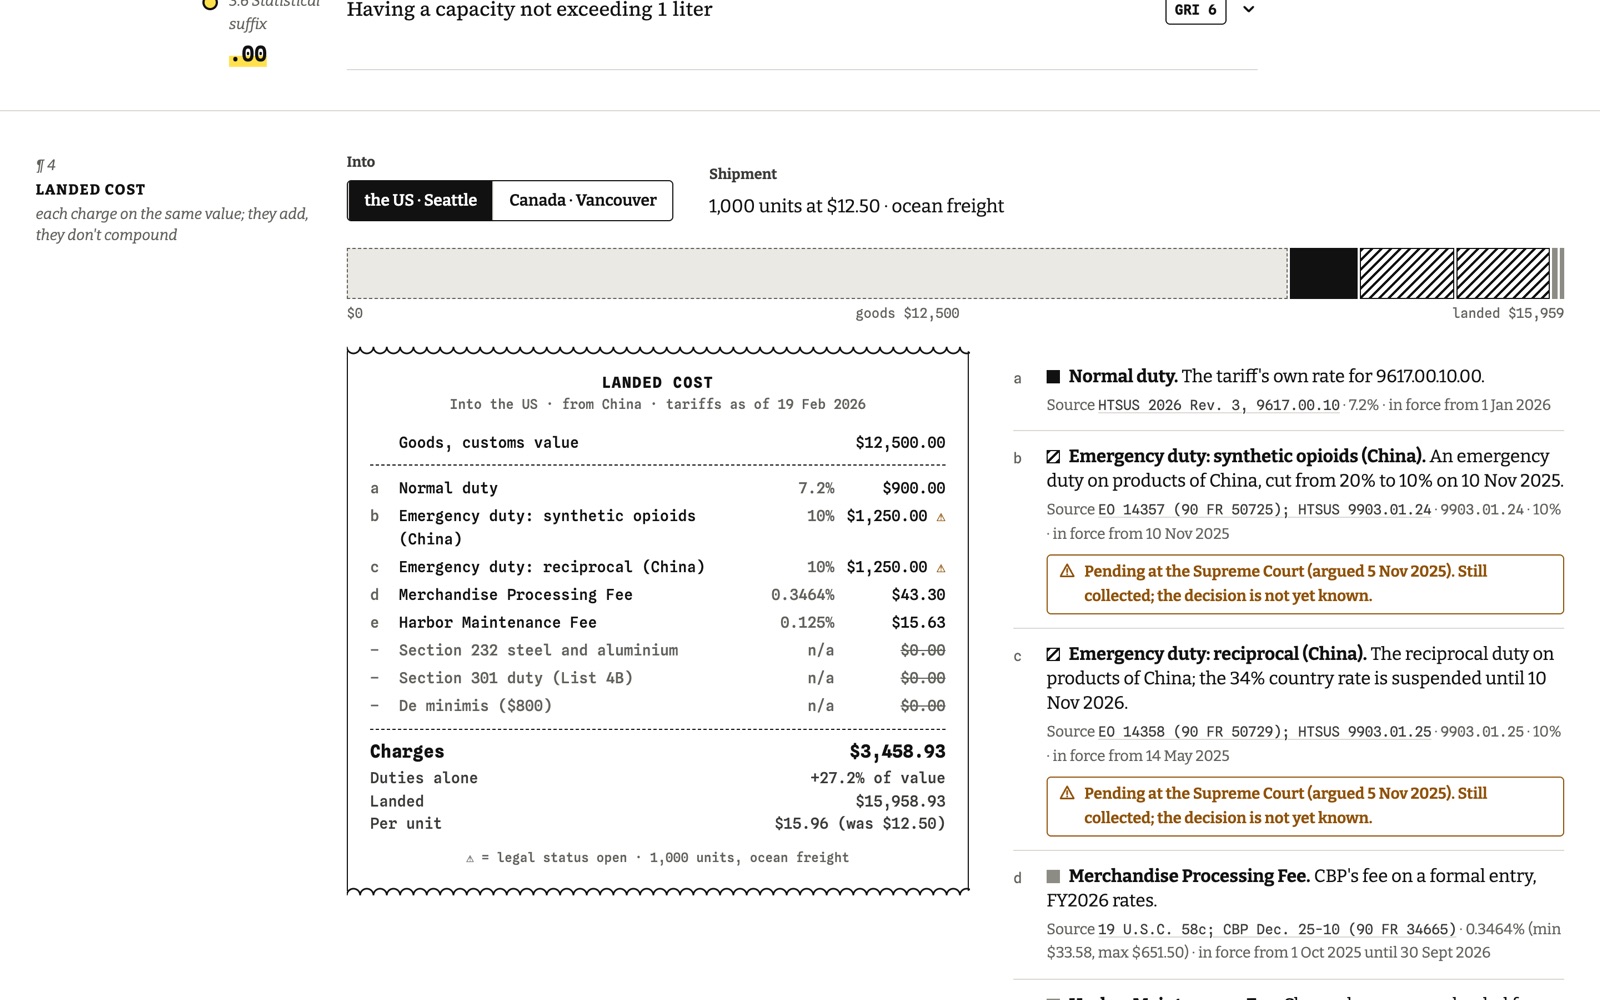 3.6 Statistical
suffix
.00
Having a capacity not exceeding 1 liter
GRI 6
¶ 4
LANDED COST
each charge on the same value; they add,
they don't compound
Into
the US · Seattle
Canada · Vancouver
Shipment
1,000 units at $12.50 · ocean freight
$0
goods $12,500
landed $15,959
LANDED COST
Into the US · from China · tariffs as of 19 Feb 2026
Goods, customs value $12,500.00
a Normal duty 7.2% $900.00
b Emergency duty: synthetic opioids 10% $1,250.00 ⚠
(China)
c Emergency duty: reciprocal (China) 10% $1,250.00 ⚠
d Merchandise Processing Fee 0.3464% $43.30
e Harbor Maintenance Fee 0.125% $15.63
– Section 232 steel and aluminium n/a $0.00
– Section 301 duty (List 4B) n/a $0.00
– De minimis ($800) n/a $0.00
Charges $3,458.93
Duties alone +27.2% of value
Landed $15,958.93
Per unit $15.96 (was $12.50)
⚠ = legal status open · 1,000 units, ocean freight
a Normal duty. The tariff's own rate for 9617.00.10.00.
Source HTSUS 2026 Rev. 3, 9617.00.10 · 7.2% · in force from 1 Jan 2026
b Emergency duty: synthetic opioids (China). An emergency
duty on products of China, cut from 20% to 10% on 10 Nov 2025.
Source EO 14357 (90 FR 50725); HTSUS 9903.01.24 · 9903.01.24 · 10%
· in force from 10 Nov 2025
⚠ Pending at the Supreme Court (argued 5 Nov 2025). Still
collected; the decision is not yet known.
c Emergency duty: reciprocal (China). The reciprocal duty on
products of China; the 34% country rate is suspended until 10
Nov 2026.
Source EO 14358 (90 FR 50729); HTSUS 9903.01.25 · 9903.01.25 · 10%
· in force from 14 May 2025
⚠ Pending at the Supreme Court (argued 5 Nov 2025). Still
collected; the decision is not yet known.
d Merchandise Processing Fee. CBP's fee on a formal entry,
FY2026 rates.
Source 19 U.S.C. 58c; CBP Dec. 25-10 (90 FR 34665) · 0.3464% (min
$33.58, max $651.50) · in force from 1 Oct 2025 until 30 Sept 2026